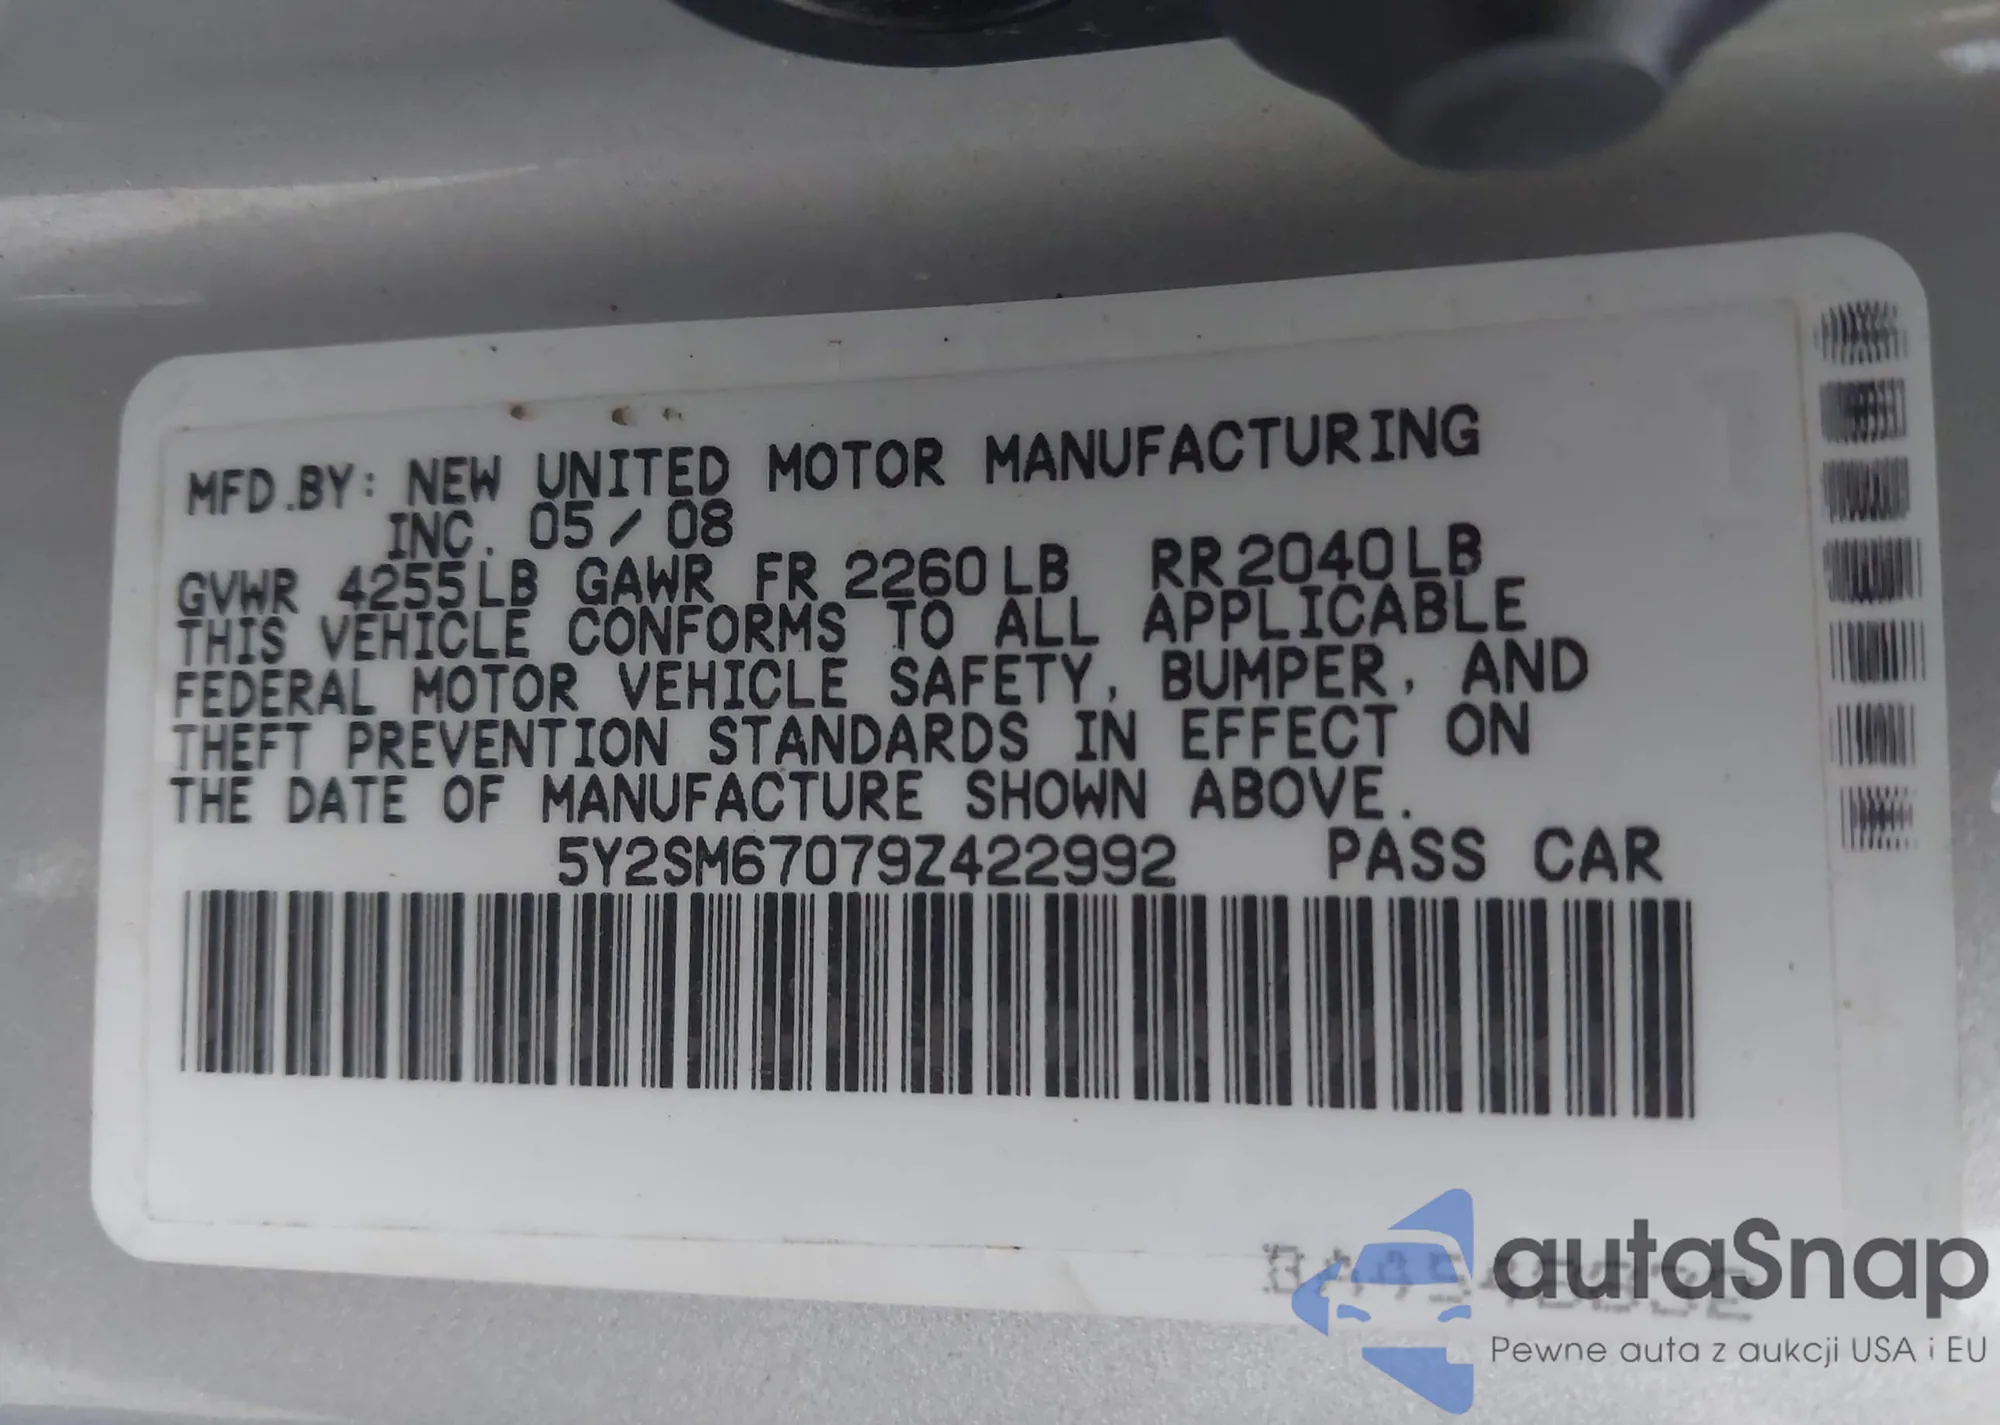 MFD.BY: NEW UNITED MOTOR MANUFACTURING
INC. 05/08
GVWR 4255LB GAWR FR 2260LB RR 2040LB
THIS VEHICLE CONFORMS TO ALL APPLICABLE
FEDERAL MOTOR VEHICLE SAFETY, BUMPER, AND
THEFT PREVENTION STANDARDS IN EFFECT ON
THE DATE OF MANUFACTURE SHOWN ABOVE.
5Y2SM67079Z422992 PASS CAR
autaSnap
Pewne auta z aukcji USA i EU